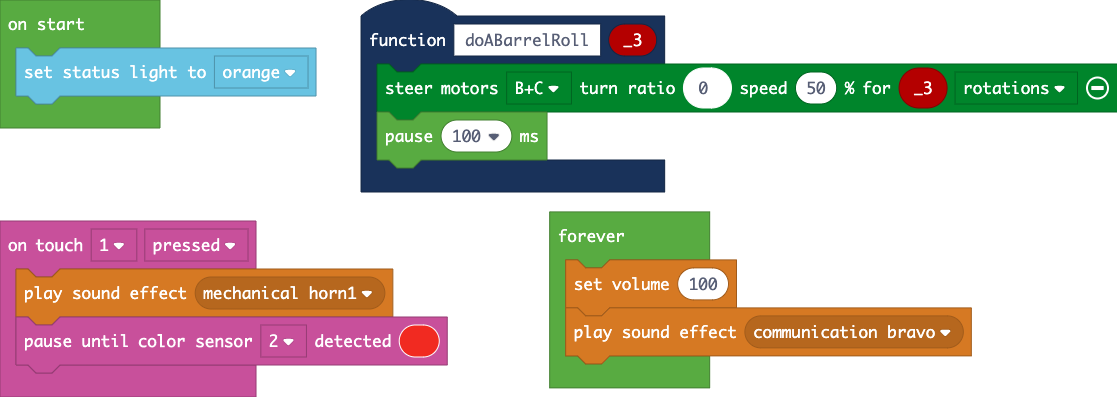 on start
set status light to orange
function doABarrelRoll _3
steer motors B+C turn ratio 0 speed 50 % for _3 rotations
pause 100 ms
on touch 1 pressed
play sound effect mechanical horn1
pause until color sensor 2 detected
forever
set volume 100
play sound effect communication bravo